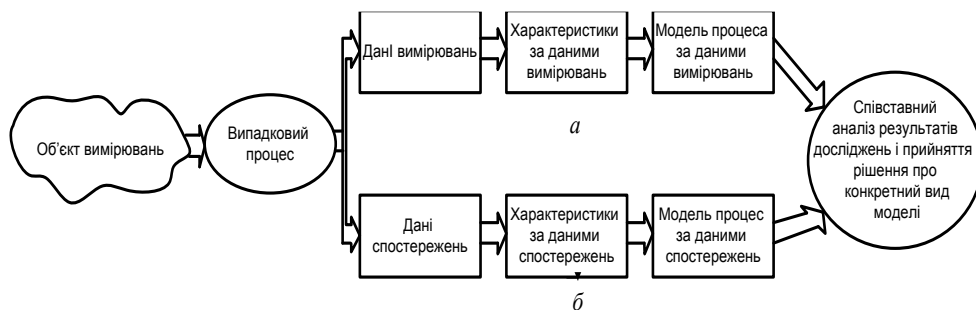 Об’єкт вимірювань
Випадковий
процес
ДанІ вимірювань
Характеристики
за даними
вимірювань
Модель процеса
за даними
вимірювань
а
Дані
спостережень
Характеристики
за даними
спостережень
Модель процес
за даними
спостережень
б
Співставний
аналіз результатів
досліджень і прийняття
рішення про
конкретний вид
моделі